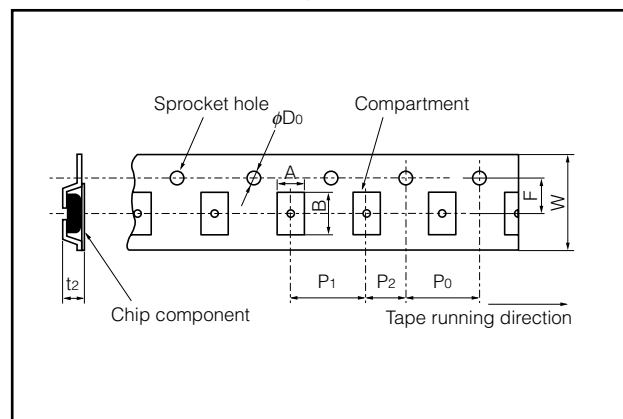 Sprocket hole
Compartment
ϕD0
A
B
F
W
t2
P1
P2
P0
Chip component
Tape running direction